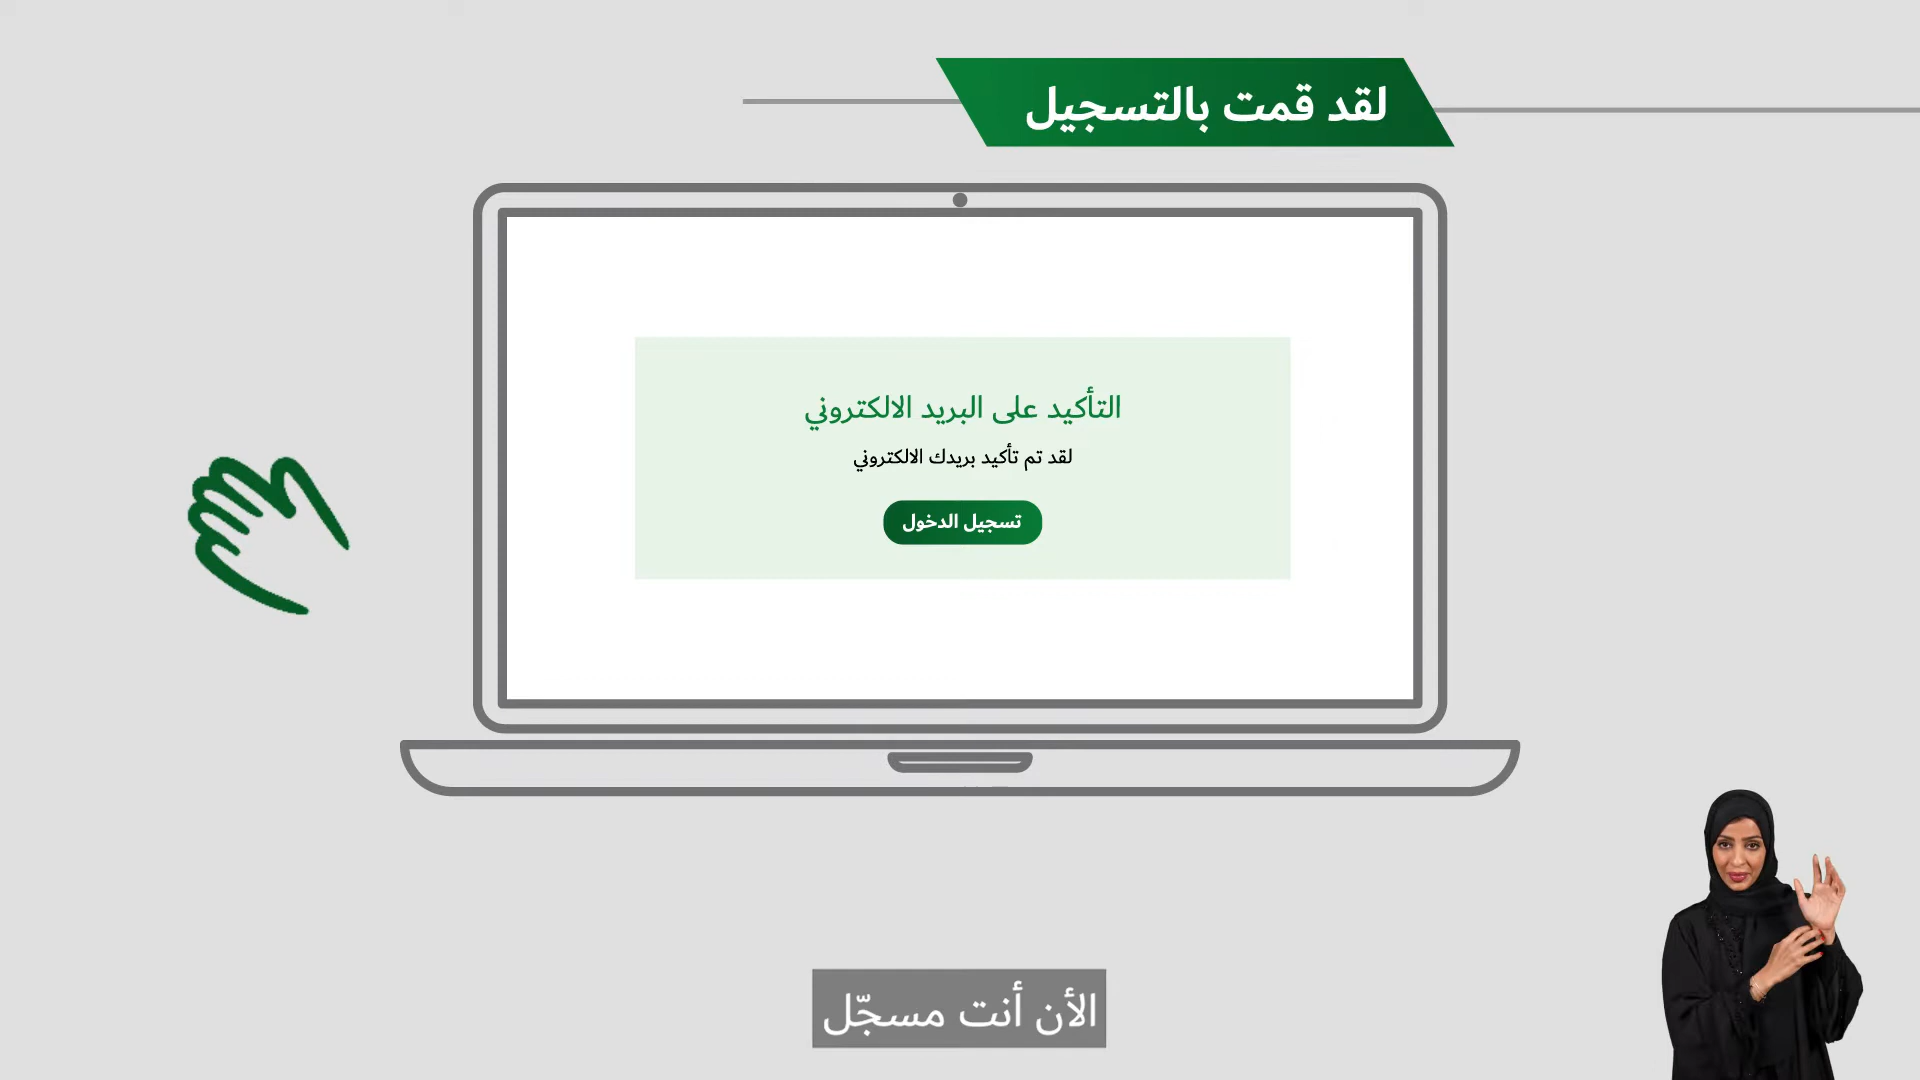 لقد قمت بالتسجيل
التأكيد على البريد الالكتروني
لقد تم تأكيد بريدك الالكتروني
تسجيل الدخول
الأن أنت مسجّل